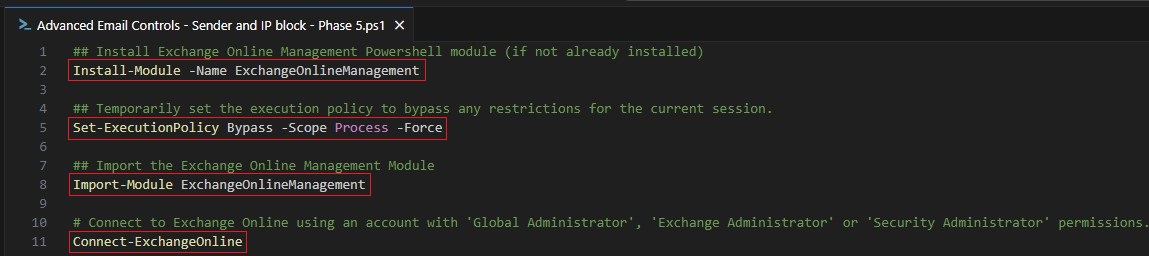 Advanced Email Controls - Sender and IP block - Phase 5.ps1 ×
1 ## Install Exchange Online Management Powershell module (if not already installed)
2 Install-Module -Name ExchangeOnlineManagement
3
4 ## Temporarily set the execution policy to bypass any restrictions for the current session.
5 Set-ExecutionPolicy Bypass -Scope Process -Force
6
7 ## Import the Exchange Online Management Module
8 Import-Module ExchangeOnlineManagement
9
10 # Connect to Exchange Online using an account with 'Global Administrator', 'Exchange Administrator' or 'Security Administrator' permissions.
11 Connect-ExchangeOnline